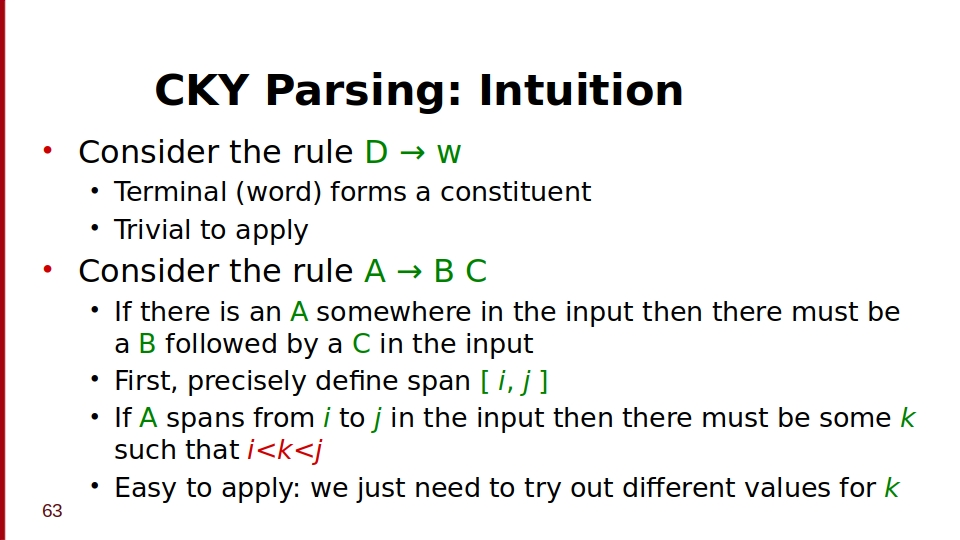 CKY Parsing: Intuition
• Consider the rule D → w
• Terminal (word) forms a constituent
• Trivial to apply
• Consider the rule A → B C
• If there is an A somewhere in the input then there must be
a B followed by a C in the input
• First, precisely define span [ i, j ]
• If A spans from i to j in the input then there must be some k
such that i<k<j
• Easy to apply: we just need to try out different values for k
63